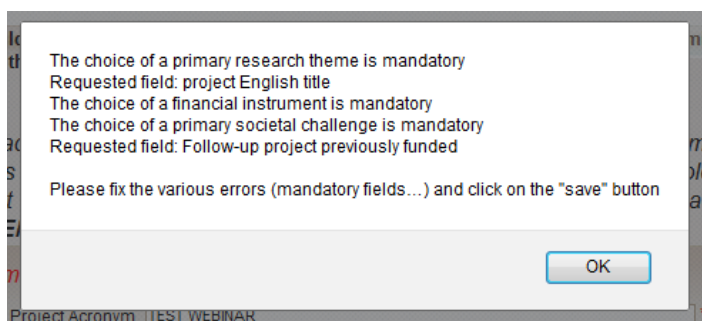 The choice of a primary research theme is mandatory
Requested field: project English title
The choice of a financial instrument is mandatory
The choice of a primary societal challenge is mandatory
Requested field: Follow-up project previously funded
Please fix the various errors (mandatory fields...) and click on the "save" button
OK
Project Acronym TEST WEBINAR